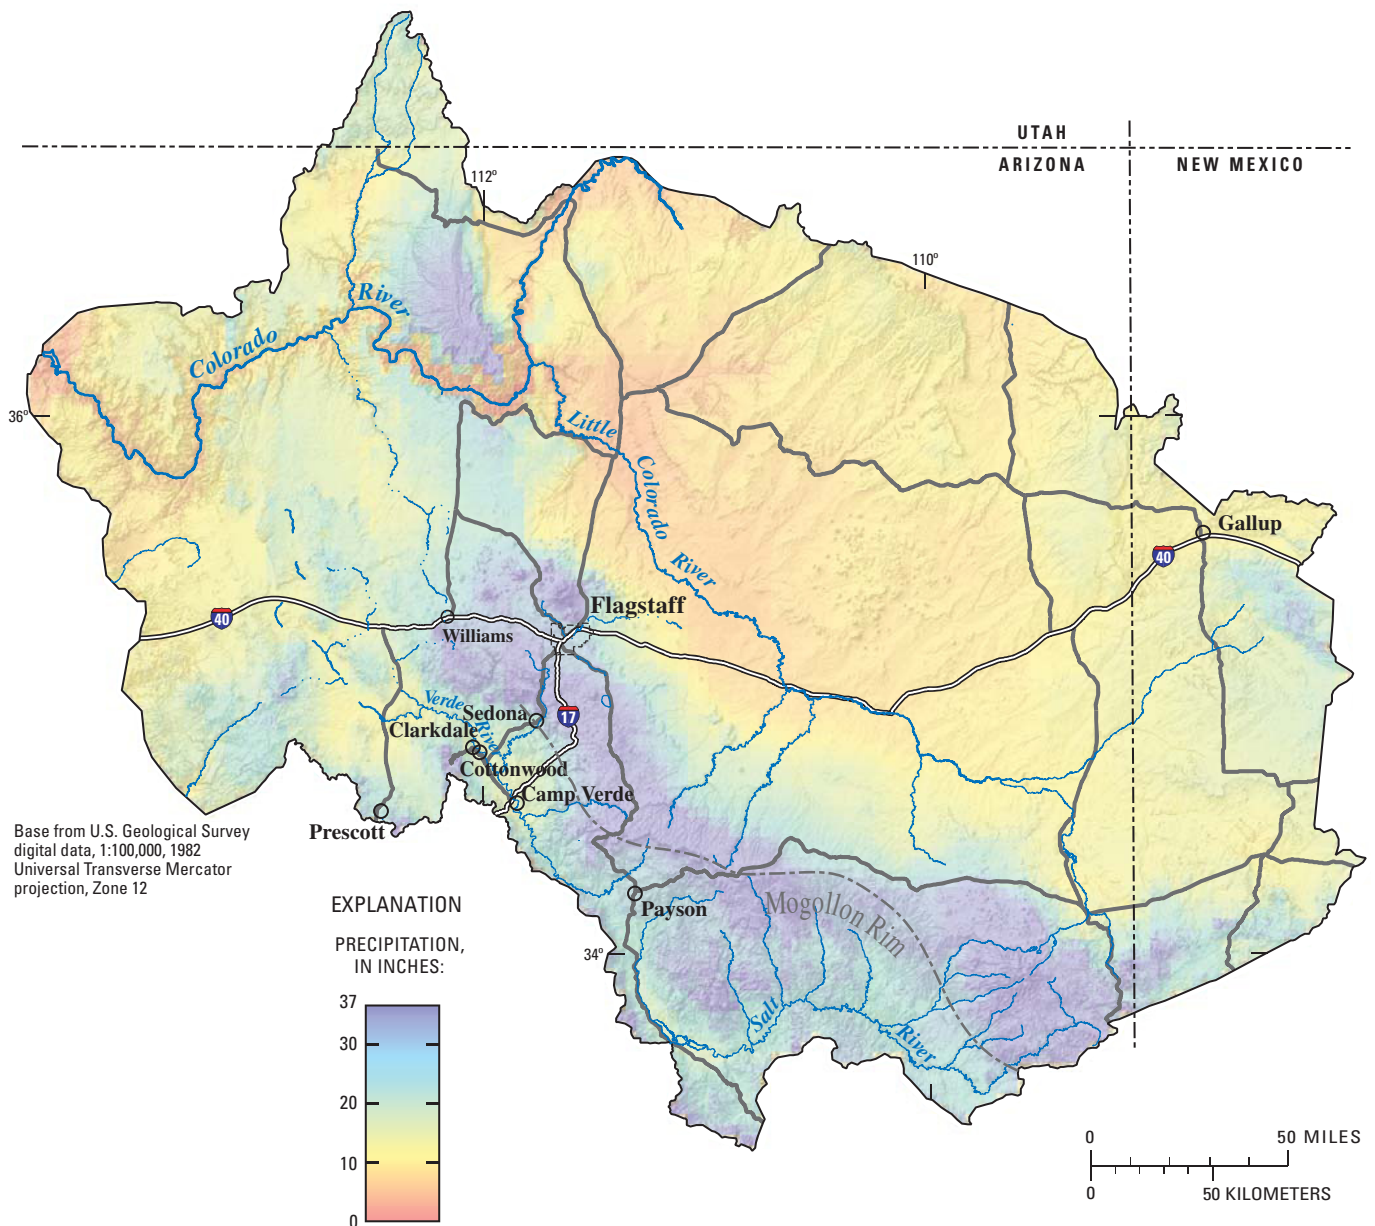 UTAH
ARIZONA
NEW MEXICO
112°
110°
River
Colorado
36°
Little
Colorado
River
Gallup
40
Flagstaff
40
Williams
Verde
River
Sedona
17
Clarkdale
Cottonwood
Camp Verde
Prescott
Base from U.S. Geological Survey
digital data, 1:100,000, 1982
Universal Transverse Mercator
projection, Zone 12
Payson
Mogollon Rim
34°
Salt
River
EXPLANATION
PRECIPITATION,
IN INCHES:
37
30
20
10
0
0 50 MILES
0 50 KILOMETERS